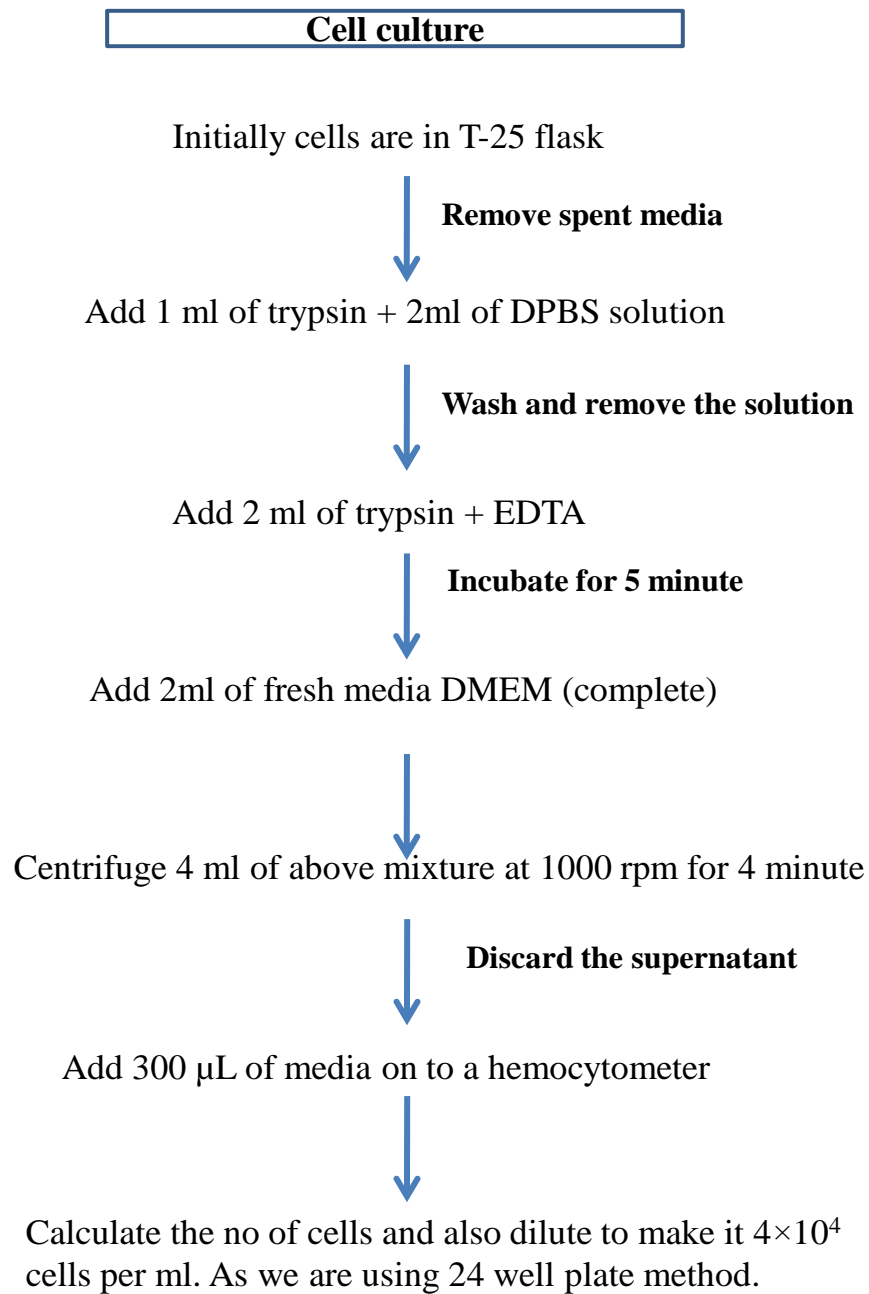 Cell culture
Initially cells are in T-25 flask
Remove spent media
Add 1 ml of trypsin + 2ml of DPBS solution
Wash and remove the solution
Add 2 ml of trypsin + EDTA
Incubate for 5 minute
Add 2ml of fresh media DMEM (complete)
Centrifuge 4 ml of above mixture at 1000 rpm for 4 minute
Discard the supernatant
Add 300 µL of media on to a hemocytometer
Calculate the no of cells and also dilute to make it 4×10⁴
cells per ml. As we are using 24 well plate method.